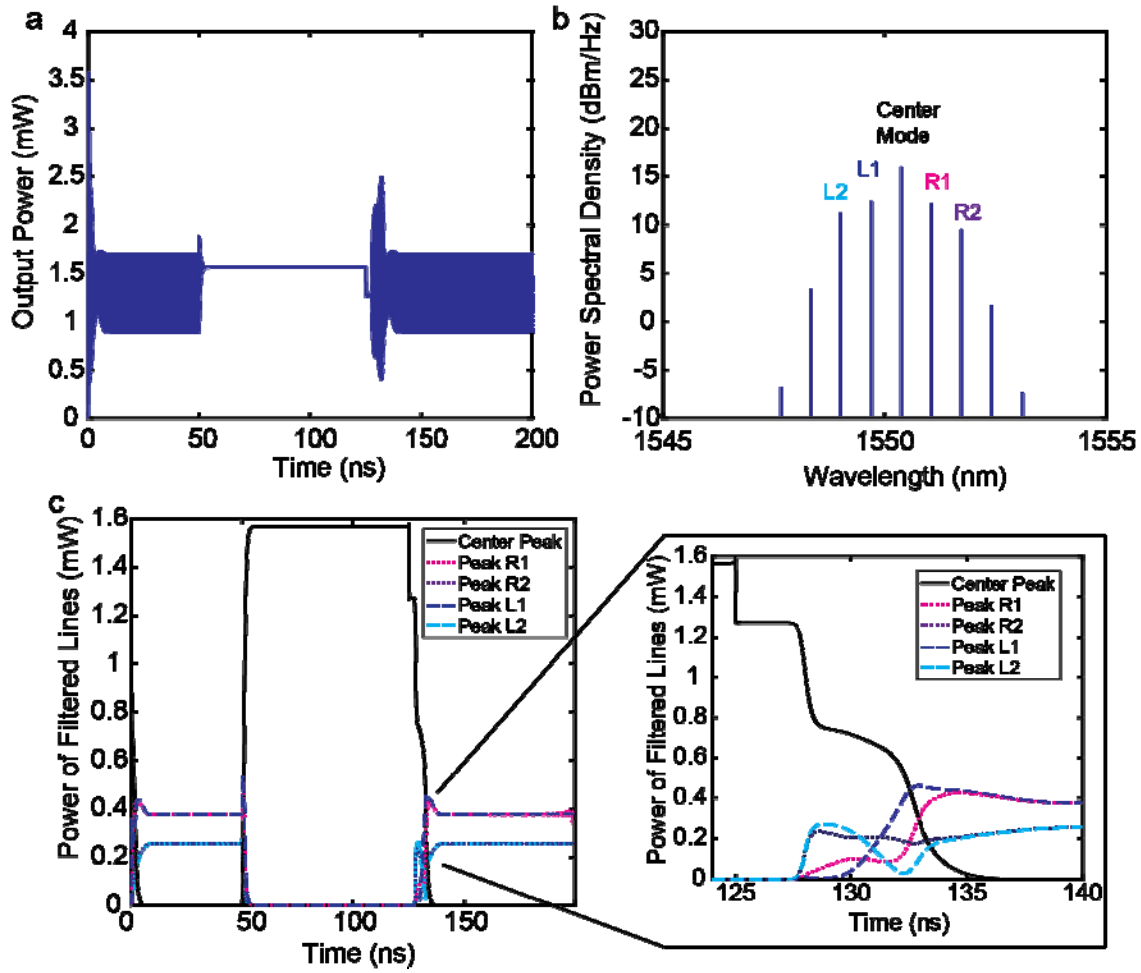 a
Output Power (mW)
4
3.5
3
2.5
2
1.5
1
0.5
0
0
50
100
150
200
Time (ns)
b
Power Spectral Density (dBm/Hz)
30
25
20
15
10
5
0
-5
-10
Center
Mode
L1
L2
R1
R2
1545
1550
1555
Wavelength (nm)
c
Power of Filtered Lines (mW)
1.6
1.4
1.2
1
0.8
0.6
0.4
0.2
0
Center Peak
Peak R1
Peak R2
Peak L1
Peak L2
0
50
100
150
Time (ns)
Power of Filtered Lines (mW)
1.6
1.4
1.2
1
0.8
0.6
0.4
0.2
0
Center Peak
Peak R1
Peak R2
Peak L1
Peak L2
125
130
135
140
Time (ns)